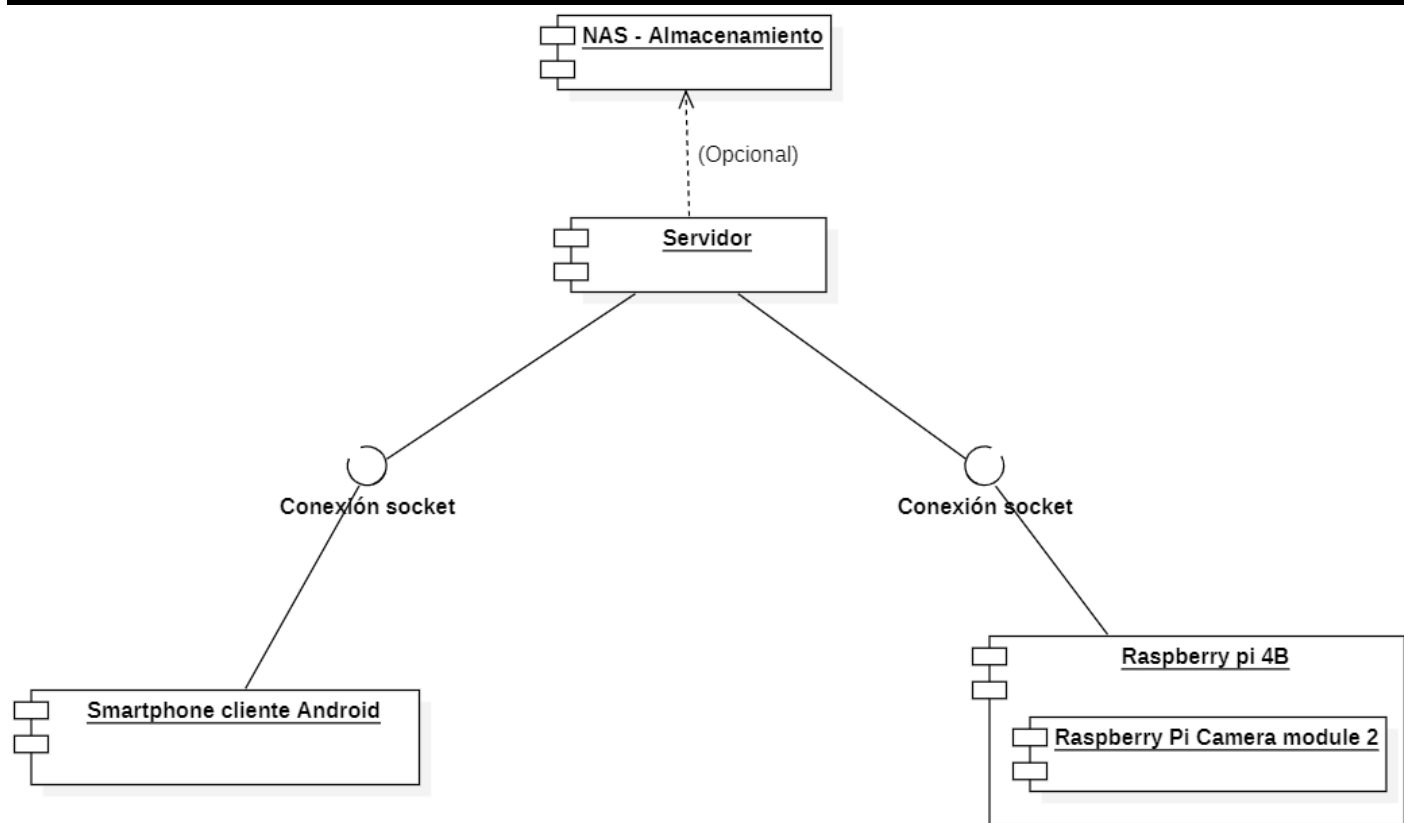 NAS - Almacenamiento
(Opcional)
Servidor
Conexión socket
Conexión socket
Raspberry pi 4B
Smartphone cliente Android
Raspberry Pi Camera module 2